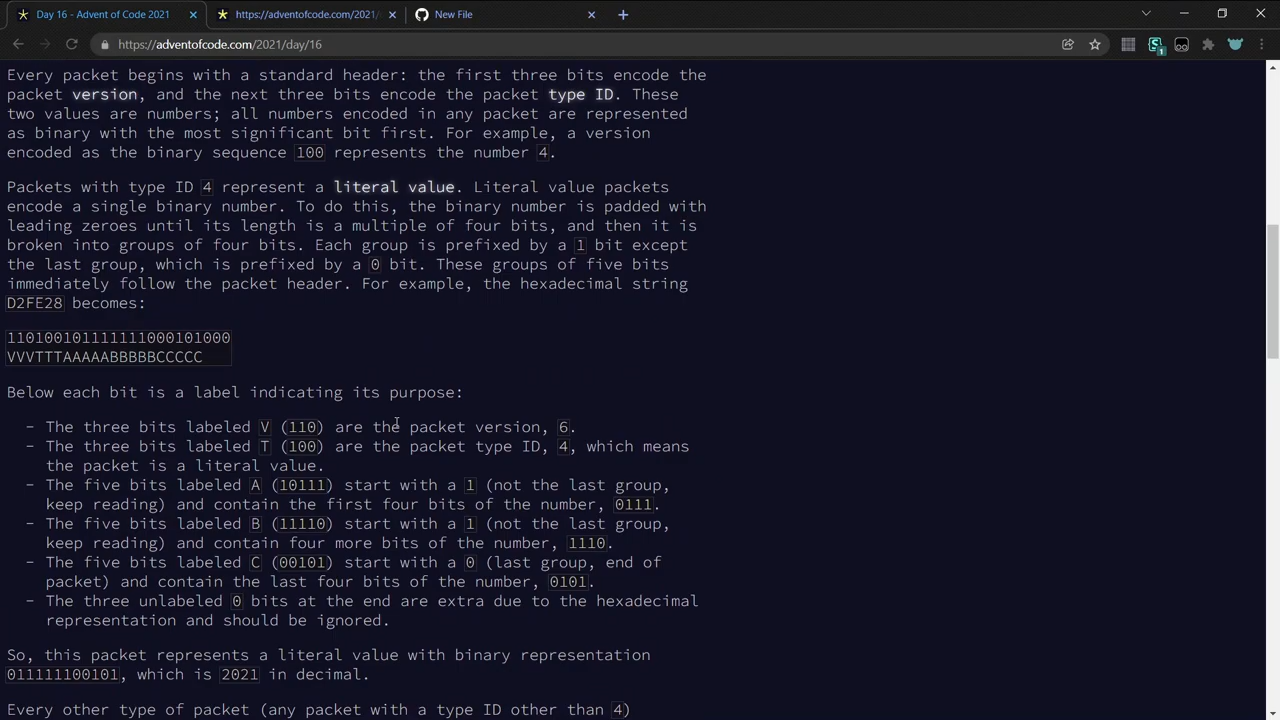 Day 16 - Advent of Code 2021
https://adventofcode.com/2021/
New File
https://adventofcode.com/2021/day/16
1
Every packet begins with a standard header: the first three bits encode the
packet version, and the next three bits encode the packet type ID. These
two values are numbers; all numbers encoded in any packet are represented
as binary with the most significant bit first. For example, a version
encoded as the binary sequence 100 represents the number 4.
Packets with type ID 4 represent a literal value. Literal value packets
encode a single binary number. To do this, the binary number is padded with
leading zeroes until its length is a multiple of four bits, and then it is
broken into groups of four bits. Each group is prefixed by a 1 bit except
the last group, which is prefixed by a 0 bit. These groups of five bits
immediately follow the packet header. For example, the hexadecimal string
D2FE28 becomes:
110100101111111000101000
VVVTTTAAAAABBBBBCCCCC
Below each bit is a label indicating its purpose:
- The three bits labeled V (110) are the packet version, 6.
- The three bits labeled T (100) are the packet type ID, 4, which means
the packet is a literal value.
- The five bits labeled A (10111) start with a 1 (not the last group,
keep reading) and contain the first four bits of the number, 0111.
- The five bits labeled B (11110) start with a 1 (not the last group,
keep reading) and contain four more bits of the number, 1110.
- The five bits labeled C (00101) start with a 0 (last group, end of
packet) and contain the last four bits of the number, 0101.
- The three unlabeled 0 bits at the end are extra due to the hexadecimal
representation and should be ignored.
So, this packet represents a literal value with binary representation
011111100101, which is 2021 in decimal.
Every other type of packet (any packet with a type ID other than 4)